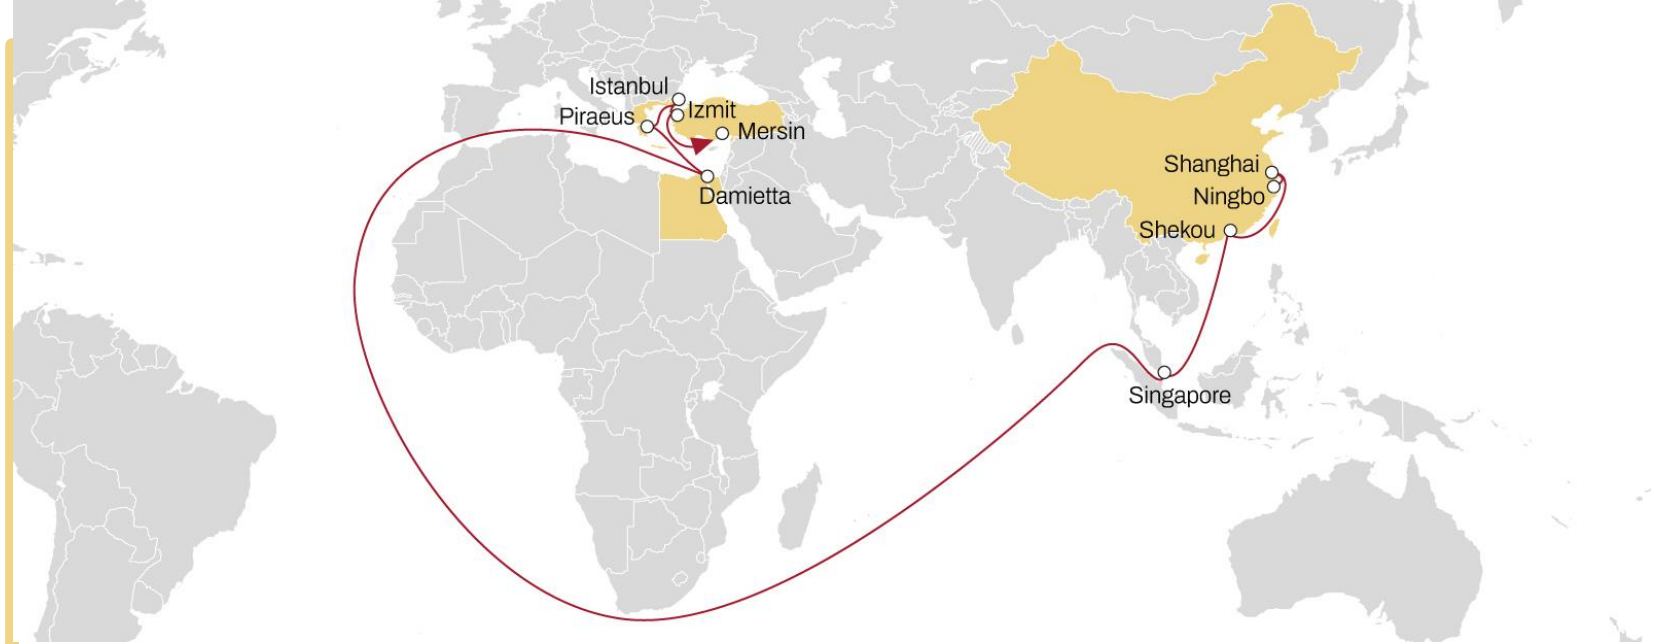 Istanbul
Izmit
Piraeus
Mersin
Damietta
Shanghai
Ningbo
Shekou
Singapore